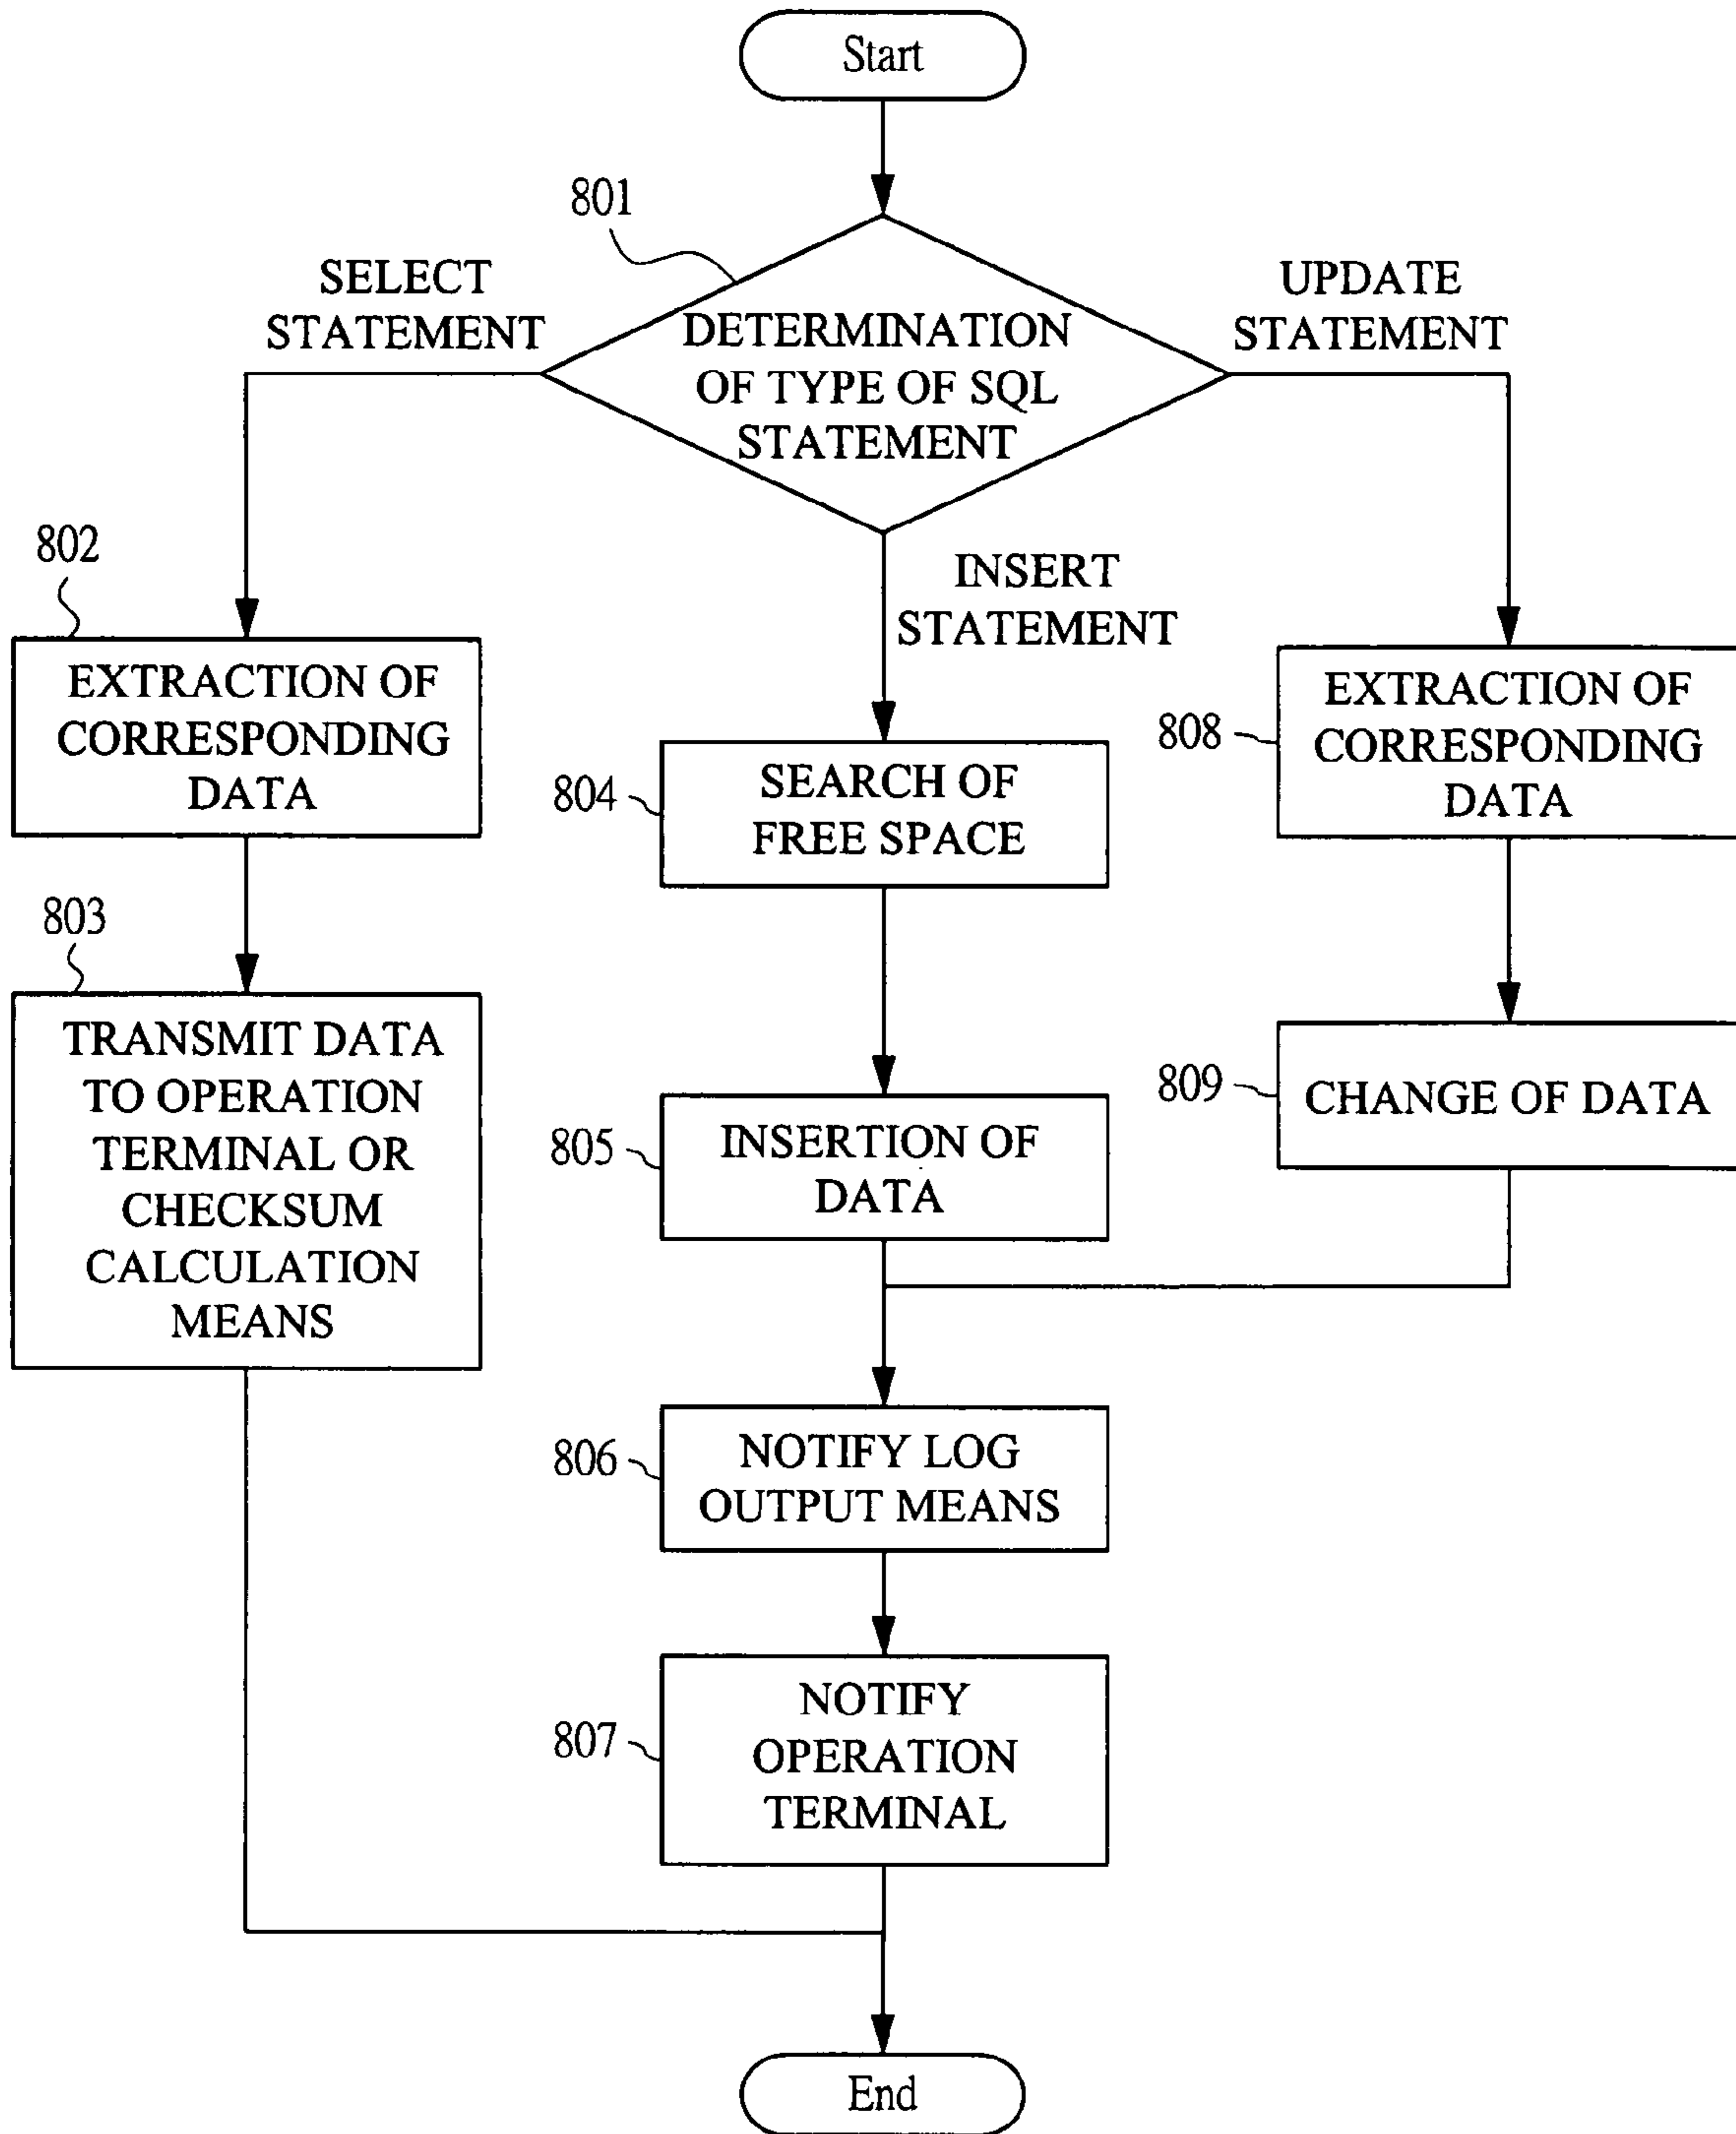 Start
801
SELECT
STATEMENT
UPDATE
STATEMENT
DETERMINATION
OF TYPE OF SQL
STATEMENT
802
INSERT
STATEMENT
EXTRACTION OF
CORRESPONDING
DATA
804
SEARCH OF
FREE SPACE
808
EXTRACTION OF
CORRESPONDING
DATA
803
TRANSMIT DATA
TO OPERATION
TERMINAL OR
CHECKSUM
CALCULATION
MEANS
805
INSERTION OF
DATA
809
CHANGE OF DATA
806
NOTIFY LOG
OUTPUT MEANS
807
NOTIFY
OPERATION
TERMINAL
End